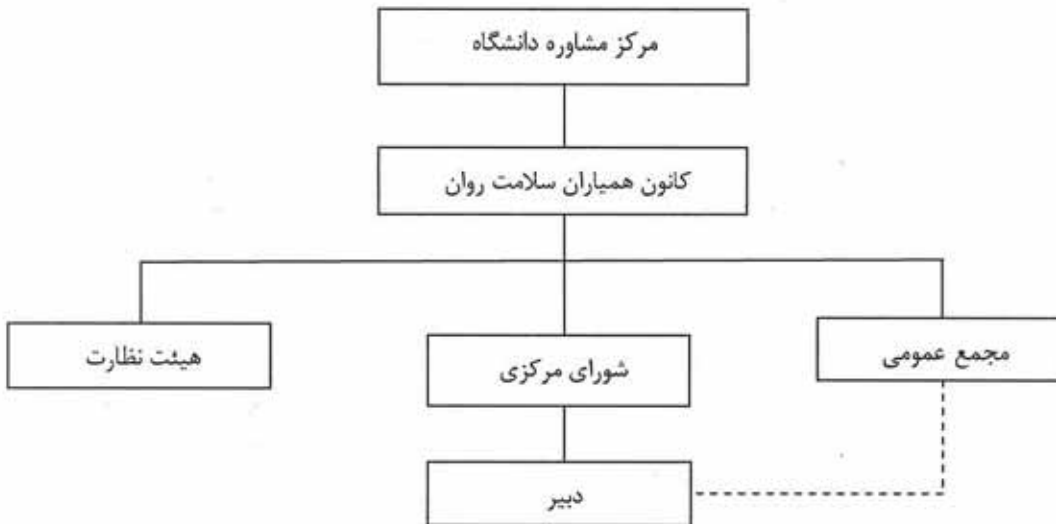 مرکز مشاوره دانشگاه
کانون همیاران سلامت روان
مجمع عمومی
شورای مرکزی
هیئت نظارت
دبیر